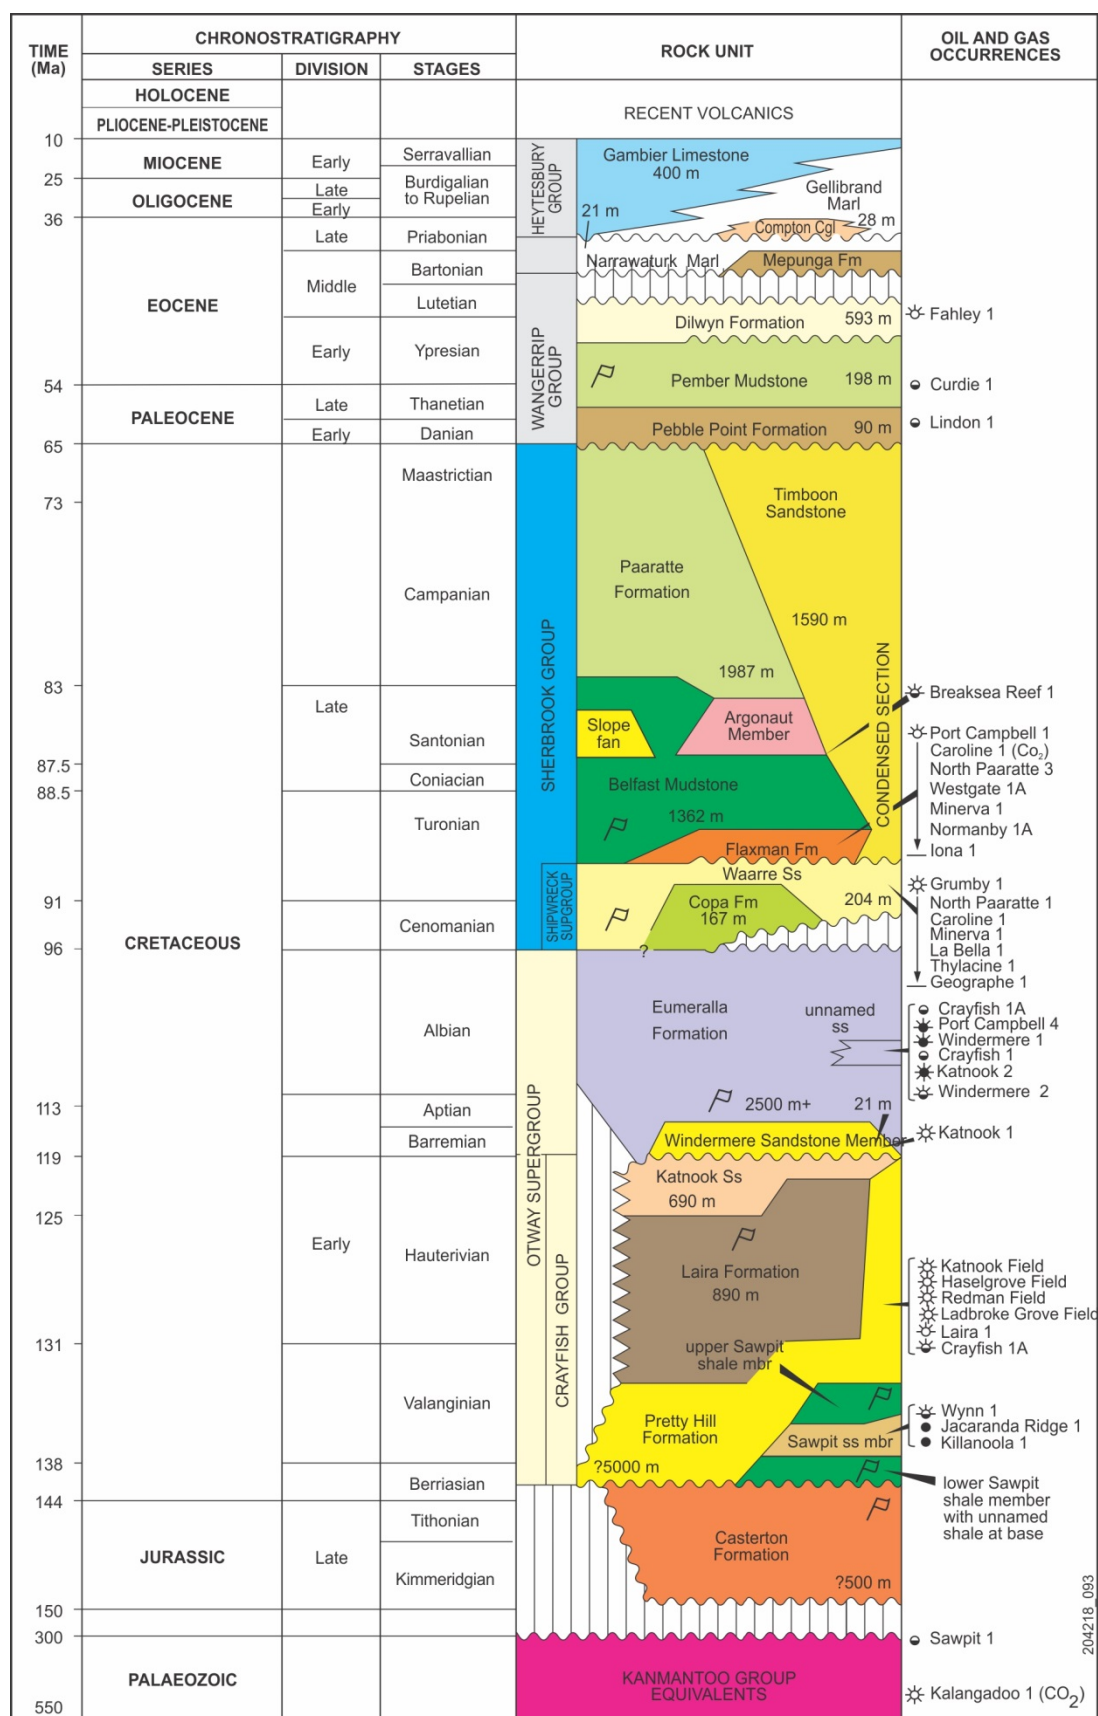 TIME
(Ma)
CHRONOSTRATIGRAPHY
SERIES
DIVISION
STAGES
ROCK UNIT
OIL AND GAS
OCCURRENCES
HOLOCENE
PLIOCENE-PLEISTOCENE
RECENT VOLCANICS
10
MIOCENE
Early
Serravallian
25
OLIGOCENE
Late
Early
Burdigalian
to Rupelian
36
Late
Priabonian
Bartonian
Middle
EOCENE
Lutetian
Early
Ypresian
54
PALEOCENE
Late
Thanetian
Early
Danian
65
Maastrichtian
73
Campanian
83
Late
Santonian
87.5
Coniacian
88.5
Turonian
91
Cenomanian
CRETACEOUS
96
Albian
113
Aptian
Barremian
119
125
Early
Hauterivian
131
Valanginian
138
Berriasian
144
Tithonian
JURASSIC
Late
Kimmeridgian
150
300
PALAEOZOIC
550
HEYTESBURY
GROUP
WANGERRIP
GROUP
SHERBROOK GROUP
SHIPWRECK
SUPGROUP
OTWAY SUPERGROUP
CRAYFISH GROUP
Gambier Limestone
400 m
Gellibrand
Marl
21 m
28 m
Compton Cgl
Narrawaturk Marl
Mepunga Fm
Dilwyn Formation
593 m
Pember Mudstone
198 m
Pebble Point Formation
90 m
Timboon
Sandstone
Paaratte
Formation
1590 m
1987 m
CONDENSED SECTION
Slope
fan
Argonaut
Member
Belfast Mudstone
1362 m
Flaxman Fm
Waarre Ss
Copa Fm
167 m
204 m
?
Eumeralla
Formation
unnamed
ss
2500 m+
21 m
Windermere Sandstone Member
Katnook Ss
690 m
Laira Formation
890 m
upper Sawpit
shale mbr
Pretty Hill
Formation
Sawpit ss mbr
?5000 m
Casterton
Formation
?500 m
KANMANTOO GROUP
EQUIVALENTS
Fahley 1
Curdie 1
Lindon 1
Breaksea Reef 1
Port Campbell 1
Caroline 1 (Co2)
North Paaratte 3
Westgate 1A
Minerva 1
Normanby 1A
Iona 1
Grumby 1
North Paaratte 1
Caroline 1
Minerva 1
La Bella 1
Thylacine 1
Geographe 1
Crayfish 1A
Port Campbell 4
Windermere 1
Crayfish 1
Katnook 2
Windermere 2
Katnook 1
Katnook Field
Haselgrove Field
Redman Field
Ladbroke Grove Field
Laira 1
Crayfish 1A
Wynn 1
Jacaranda Ridge 1
Killanoola 1
lower Sawpit
shale member
with unnamed
shale at base
Sawpit 1
Kalangadoo 1 (CO2)
204218_093